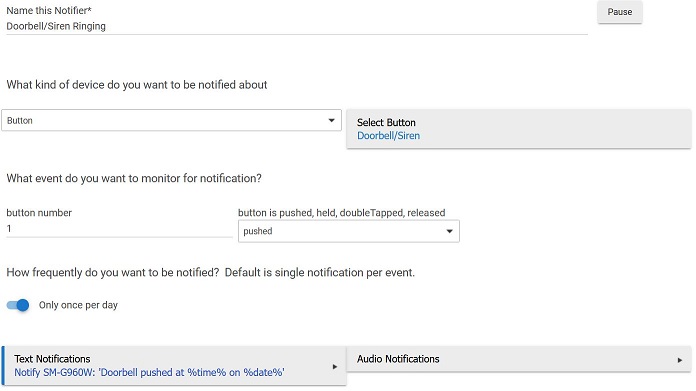 Name this Notifier*
Doorbell/Siren Ringing
Pause
What kind of device do you want to be notified about
Button
Select Button
Doorbell/Siren
What event do you want to monitor for notification?
button number
1
button is pushed, held, doubleTapped, released
pushed
How frequently do you want to be notified?  Default is single notification per event.
Only once per day
Text Notifications
Notify SM-G960W: 'Doorbell pushed at %time% on %date%'
Audio Notifications